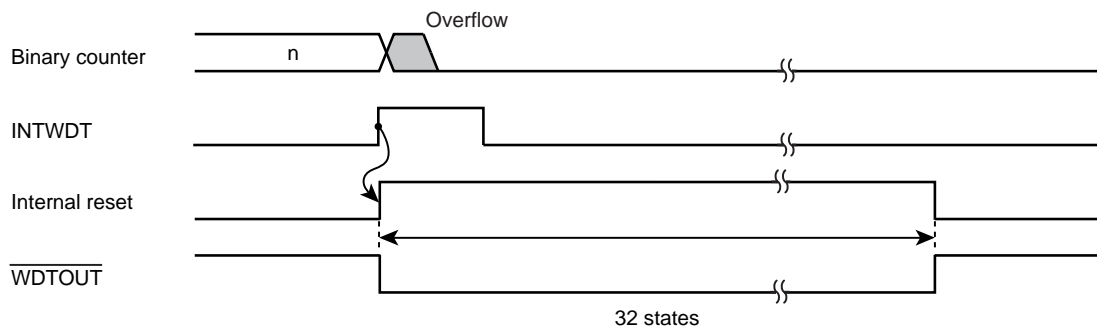 Overflow
Binary counter
n
INTWDT
Internal reset
WDTOUT
32 states